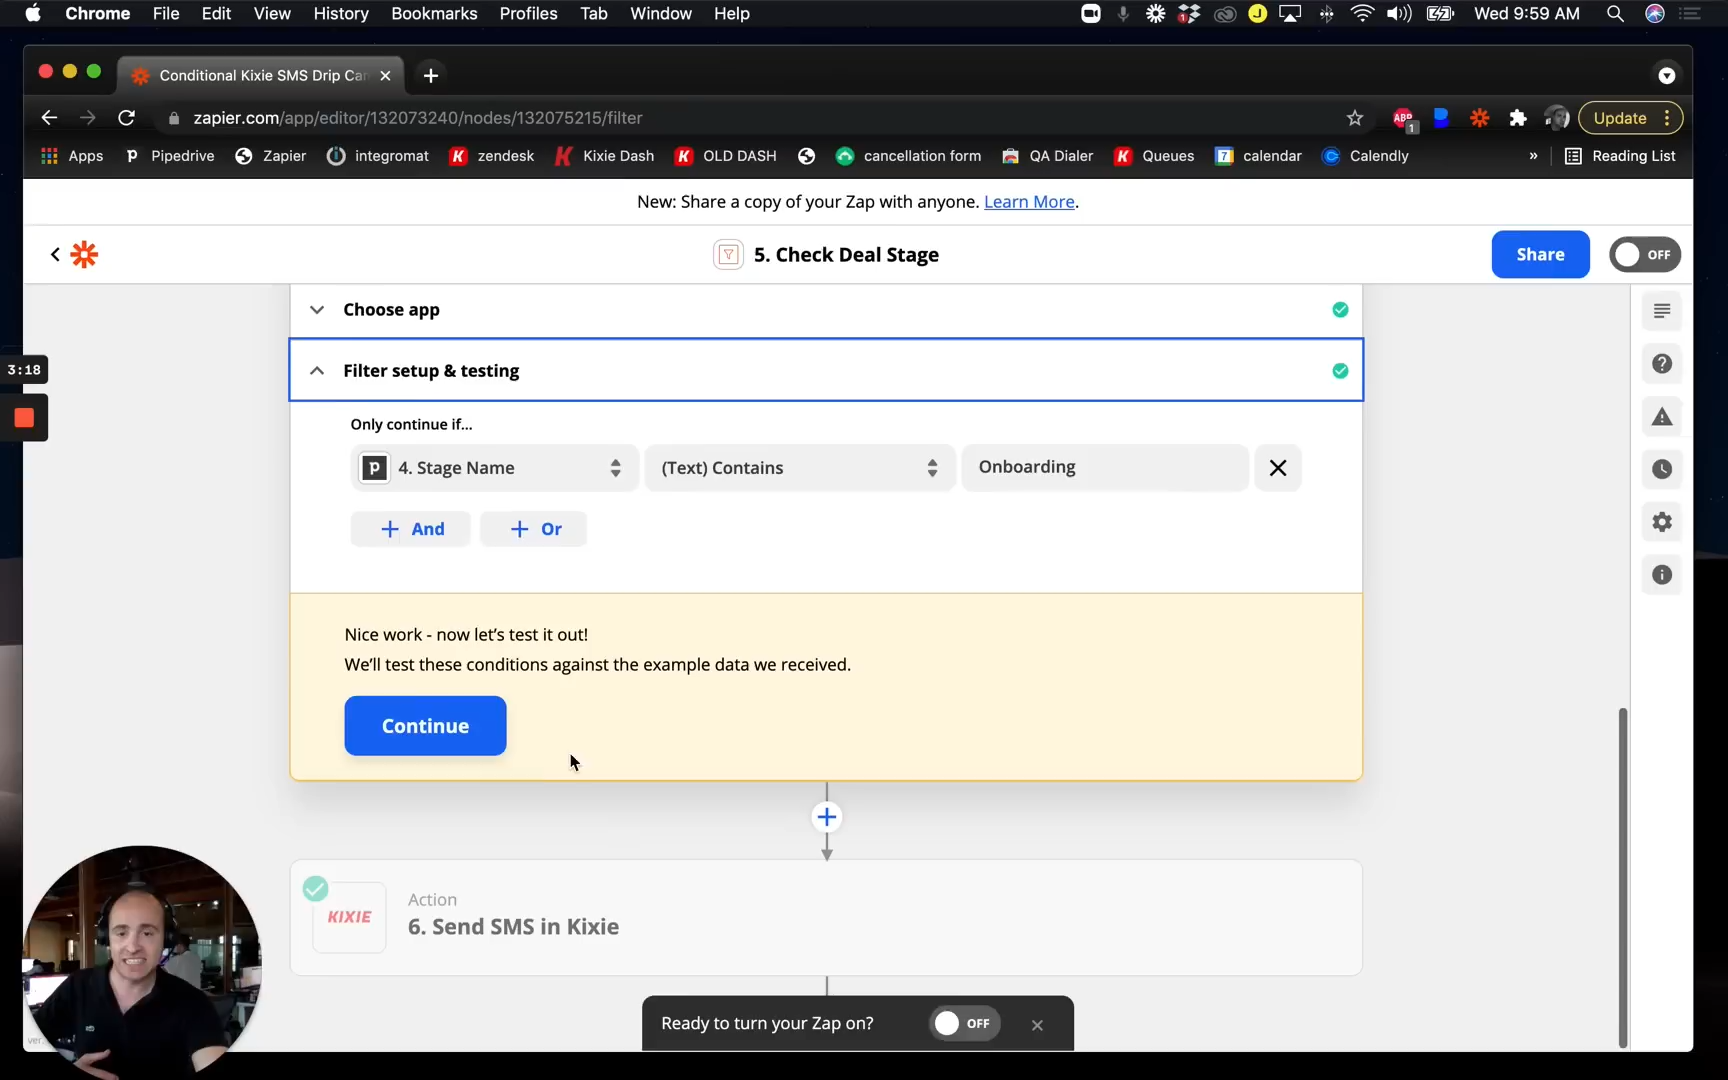 Chrome File Edit View History Bookmarks Profiles Tab Window Help Wed 9:59 AM
Conditional Kixie SMS Drip Ca
zapier.com/app/editor/132073240/nodes/132075215/filter
ABP 1 Update
Apps Pipedrive Zapier integromat zendesk Kixie Dash OLD DASH cancellation form QA Dialer Queues 7 calendar Calendly » Reading List
New: Share a copy of your Zap with anyone. Learn More.
5. Check Deal Stage Share OFF
Choose app
3:18
Filter setup & testing
Only continue if...
p 4. Stage Name (Text) Contains Onboarding
And Or
Nice work - now let's test it out!
We'll test these conditions against the example data we received.
Continue
Action
KIXIE 6. Send SMS in Kixie
Ready to turn your Zap on? OFF
ver.